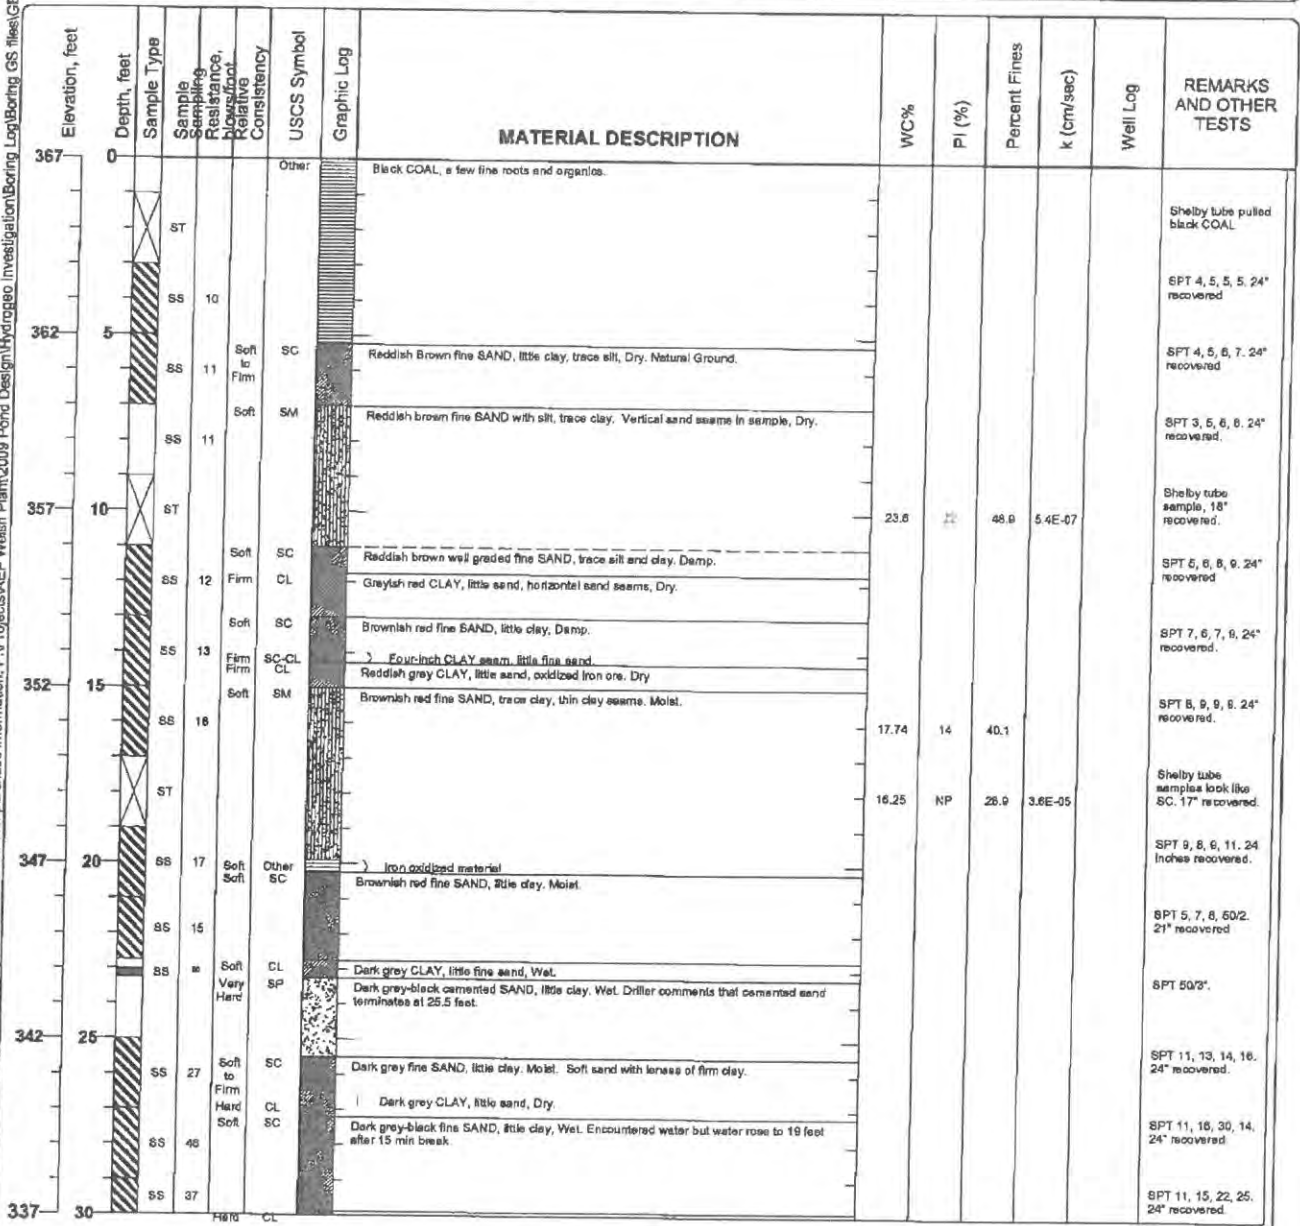 Elevation, feet
Depth, feet
Sample Type
Sample
Sampling
Resistance,
blows/foot
Relative
Consistency
USCS Symbol
Graphic Log
MATERIAL DESCRIPTION
WC%
PI (%)
Percent Fines
k (cm/sec)
Well Log
REMARKS
AND OTHER
TESTS
367 0
Other Black COAL, a few fine roots and organics.
ST Shelby tube pulled
black COAL
SS 10 SPT 4, 5, 5, 5. 24"
recovered
362 5
Soft SC Reddish Brown fine SAND, little clay, trace silt, Dry. Natural Ground.
to
Firm
SS 11 SPT 4, 5, 6, 7. 24"
recovered
Soft SM Reddish brown fine SAND with silt, trace clay. Vertical sand seams in sample, Dry.
SS 11 SPT 3, 5, 6, 8. 24"
recovered.
357 10
ST 23.6 48.9 5.4E-07 Shelby tube
sample, 18"
recovered.
Soft SC Reddish brown well graded fine SAND, trace silt and clay. Damp.
SS 12 Firm CL Greyish red CLAY, little sand, horizontal sand seams, Dry. SPT 5, 6, 8, 9. 24"
recovered
Soft SC Brownish red fine SAND, little clay, Damp.
SS 13 SPT 7, 6, 7, 9. 24"
recovered.
Firm SC-CL Four-inch CLAY seam, little fine sand.
Firm CL Reddish grey CLAY, little sand, oxidized iron ore. Dry
352 15
Soft SM Brownish red fine SAND, trace clay, thin clay seams. Moist.
SS 18 SPT 8, 9, 9, 8. 24"
recovered.
17.74 14 40.1
ST 16.25 NP 28.9 3.6E-05 Shelby tube
samples look like
SC. 17" recovered.
347 20
SS 17 Soft Other Iron oxidized material SPT 9, 8, 9, 11. 24
inches recovered.
Soft SC Brownish red fine SAND, little clay. Moist.
SS 15 SPT 5, 7, 8, 50/2.
21" recovered
SS Soft CL Dark grey CLAY, little fine sand, Wet.
Very SP Dark grey-black cemented SAND, little clay. Wet. Driller comments that cemented sand
Hard terminates at 25.5 feet.
SPT 50/3".
342 25
SS 27 Soft SC Dark grey fine SAND, little clay. Moist. Soft sand with lenses of firm clay. SPT 11, 13, 14, 16.
24" recovered.
to
Firm
Hard CL Dark grey CLAY, little sand, Dry.
Soft SC Dark grey-black fine SAND, little clay, Wet. Encountered water but water rose to 19 feet
after 15 min break
SS 46 SPT 11, 16, 30, 14.
24" recovered
SS 37 SPT 11, 15, 22, 25.
24" recovered.
337 30
Hard CL
2009 Pond Design\Hydrogeo Investigation\Boring Log\Boring GS files\GE